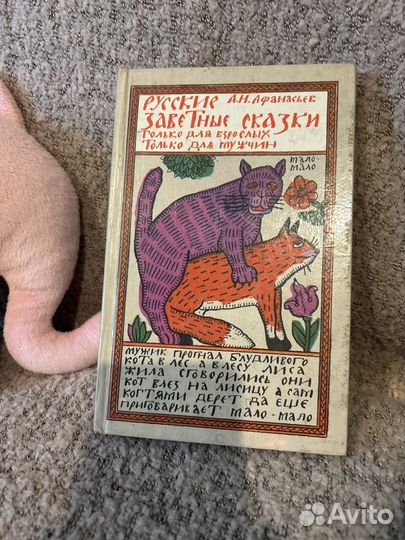 РУССКИЕ А.Н. АФАНАСЬЕВ
ЗАВЕТНЫЕ СКАЗКИ
ТОЛЬКО ДЛЯ ВЗРОСЛЫХ
ТОЛЬКО ДЛЯ МУЖЧИН
МАЛО-
МАЛО
МУЖИК ПРОГНАЛ БЛУДЛИВОГО
КОТА В ЛЕС А В ЛЕСУ ЛИСА
ЖИЛА СГОВОРИЛИСЬ ОНИ
КОТ ВЛЕЗ НА ЛИСИЦУ А САМ
КОГТЯМИ ДЕРЕТ ДА ЕЩЕ
ПРИГОВАРИВАЕТ МАЛО-МАЛО
Avito